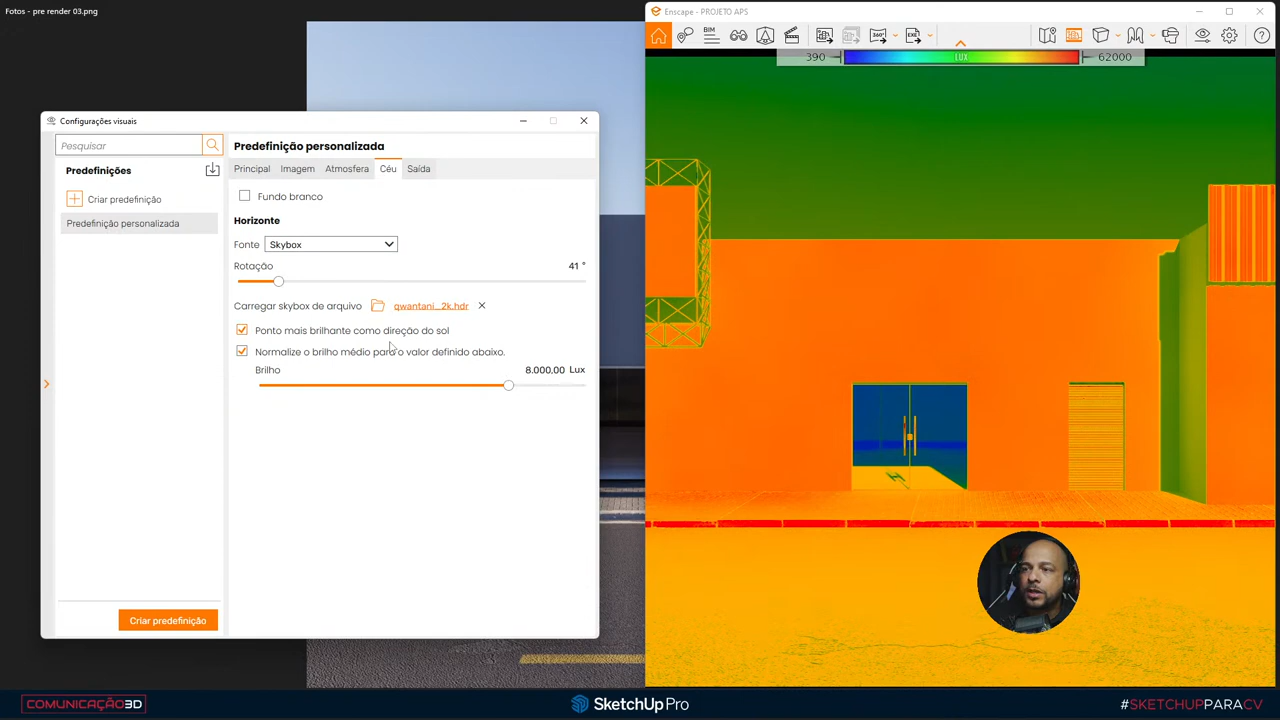 Fotos - pre render 03.png
Enscape - PROJETO APS
BIM
360°
EXE
390
LUX
62000
Configurações visuais
Pesquisar
Predefinições
Criar predefinição
Predefinição personalizada
Predefinição personalizada
Principal Imagem Atmosfera Céu Saída
Fundo branco
Horizonte
Fonte Skybox
Rotação 41 °
Carregar skybox de arquivo qwantani_2k.hdr
Ponto mais brilhante como direção do sol
Normalize o brilho médio para o valor definido abaixo.
Brilho 8.000,00 Lux
Criar predefinição
COMUNICAÇÃO3D
SketchUp Pro
#SKETCHUPPARACV